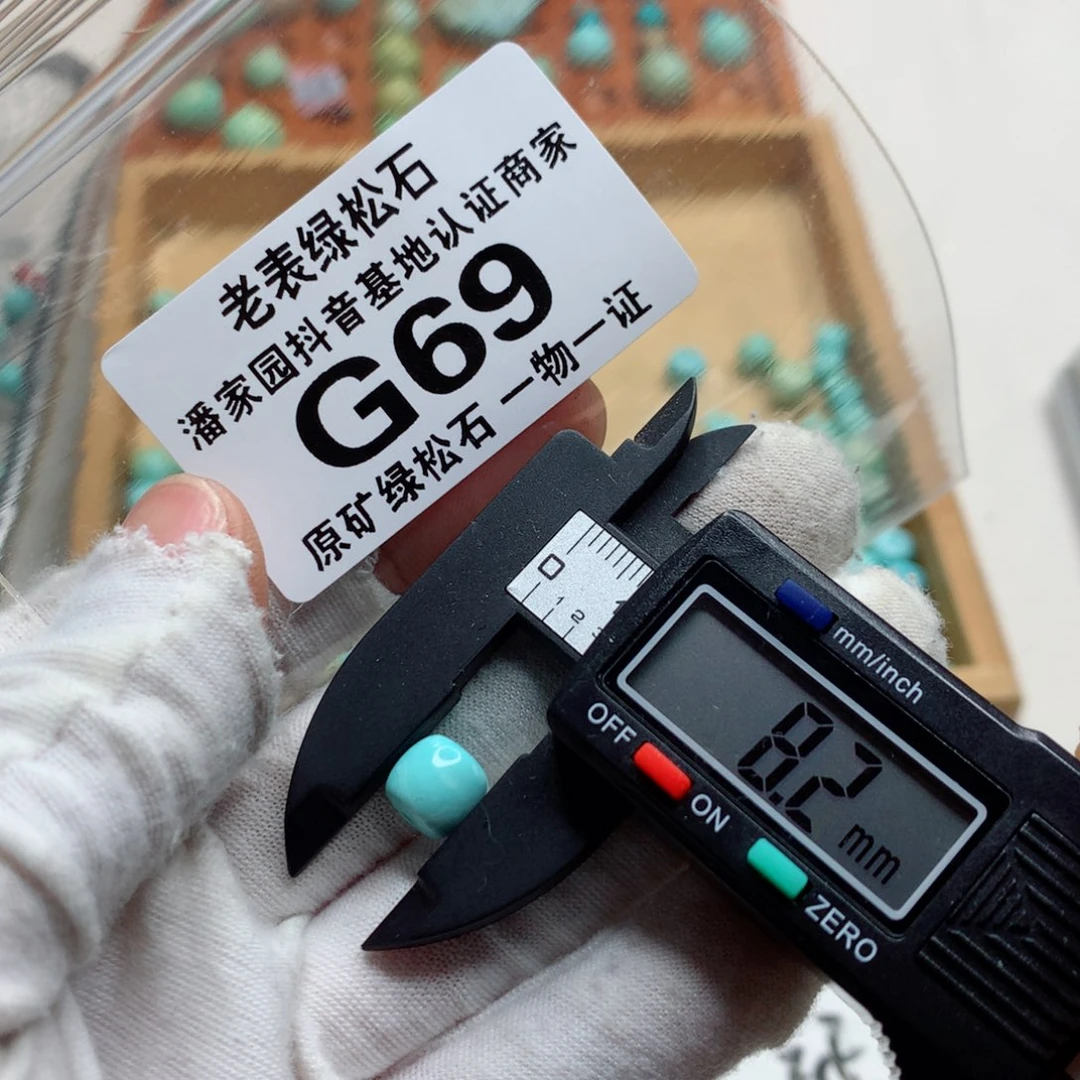 老表绿松石
潘家园抖音基地认证商家
G69
原矿绿松石 一物一证
0
1 2
mm/inch
OFF
ON
ZERO
8.2 mm